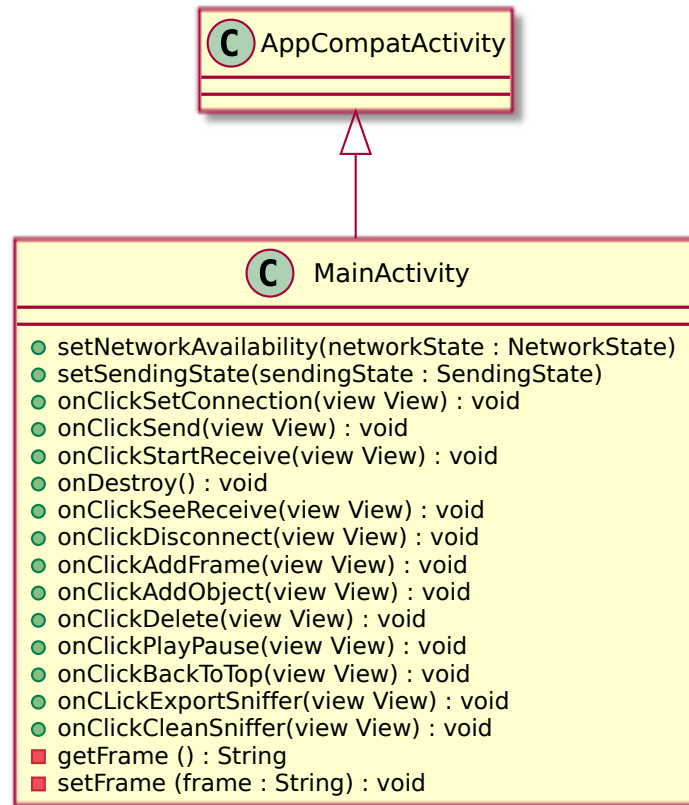 C AppCompatActivity
C MainActivity
setNetworkAvailability(networkState : NetworkState)
setSendingState(sendingState : SendingState)
onClickSetConnection(view View) : void
onClickSend(view View) : void
onClickStartReceive(view View) : void
onDestroy() : void
onClickSeeReceive(view View) : void
onClickDisconnect(view View) : void
onClickAddFrame(view View) : void
onClickAddObject(view View) : void
onClickDelete(view View) : void
onClickPlayPause(view View) : void
onClickBackToTop(view View) : void
onCLickExportSniffer(view View) : void
onClickCleanSniffer(view View) : void
getFrame () : String
setFrame (frame : String) : void